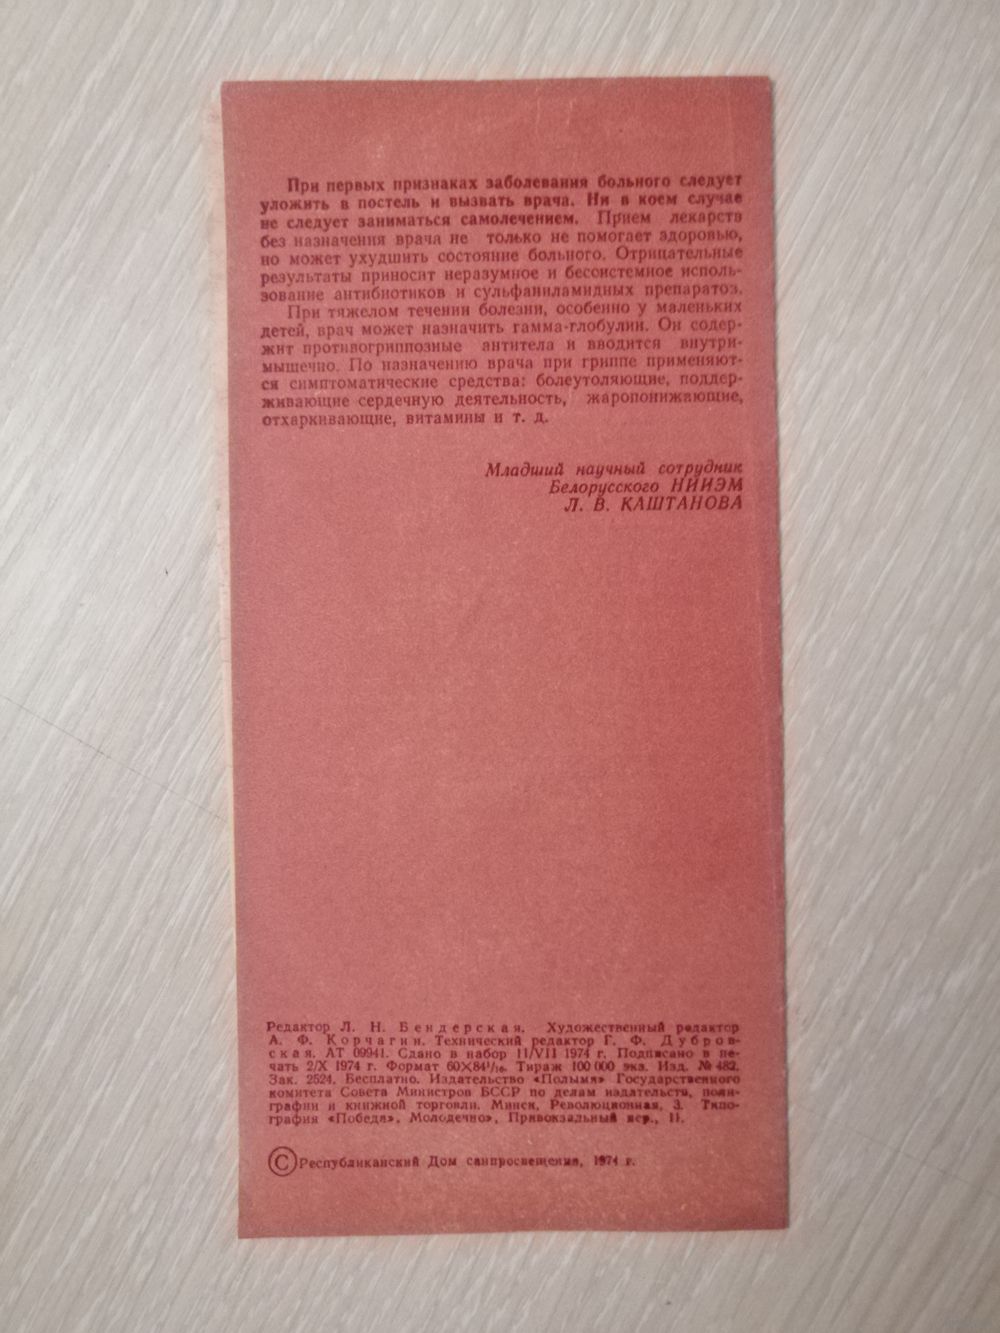 При первых признаках заболевания больного следует
уложить в постель и вызвать врача. Ни в коем случае
не следует заниматься самолечением. Прием лекарств
без назначения врача не только не помогает здоровью,
но может ухудшить состояние больного. Отрицательные
результаты приносит неразумное и бессистемное исполь-
зование антибиотиков и сульфаниламидных препаратов.
При тяжелом течении болезни, особенно у маленьких
детей, врач может назначить гамма-глобулин. Он содер-
жит противогриппозные антитела и вводится внутри-
мышечно. По назначению врача при гриппе применяют-
ся симптоматические средства: болеутоляющие, поддер-
живающие сердечную деятельность, жаропонижающие,
отхаркивающие, витамины и т. д.
Младший научный сотрудник
Белорусского НИИЭМ
Л. В. КАШТАНОВА
Редактор Л. Н. Бендерская. Художественный редактор
А. Ф. Корчагин. Технический редактор Г. Ф. Дубров-
ская. АТ 09941. Сдано в набор 11/VII 1974 г. Подписано в пе-
чать 2/X 1974 г. Формат 60×84¹/₁₆. Тираж 100 000 экз. Изд. № 482.
Зак. 2524. Бесплатно. Издательство «Полымя» Государственного
комитета Совета Министров БССР по делам издательств, поли-
графии и книжной торговли. Минск, Революционная, 3. Типо-
графия «Победа», Молодечно, Привокзальный пер., 11.
© Республиканский Дом санпросвещения, 1974 г.